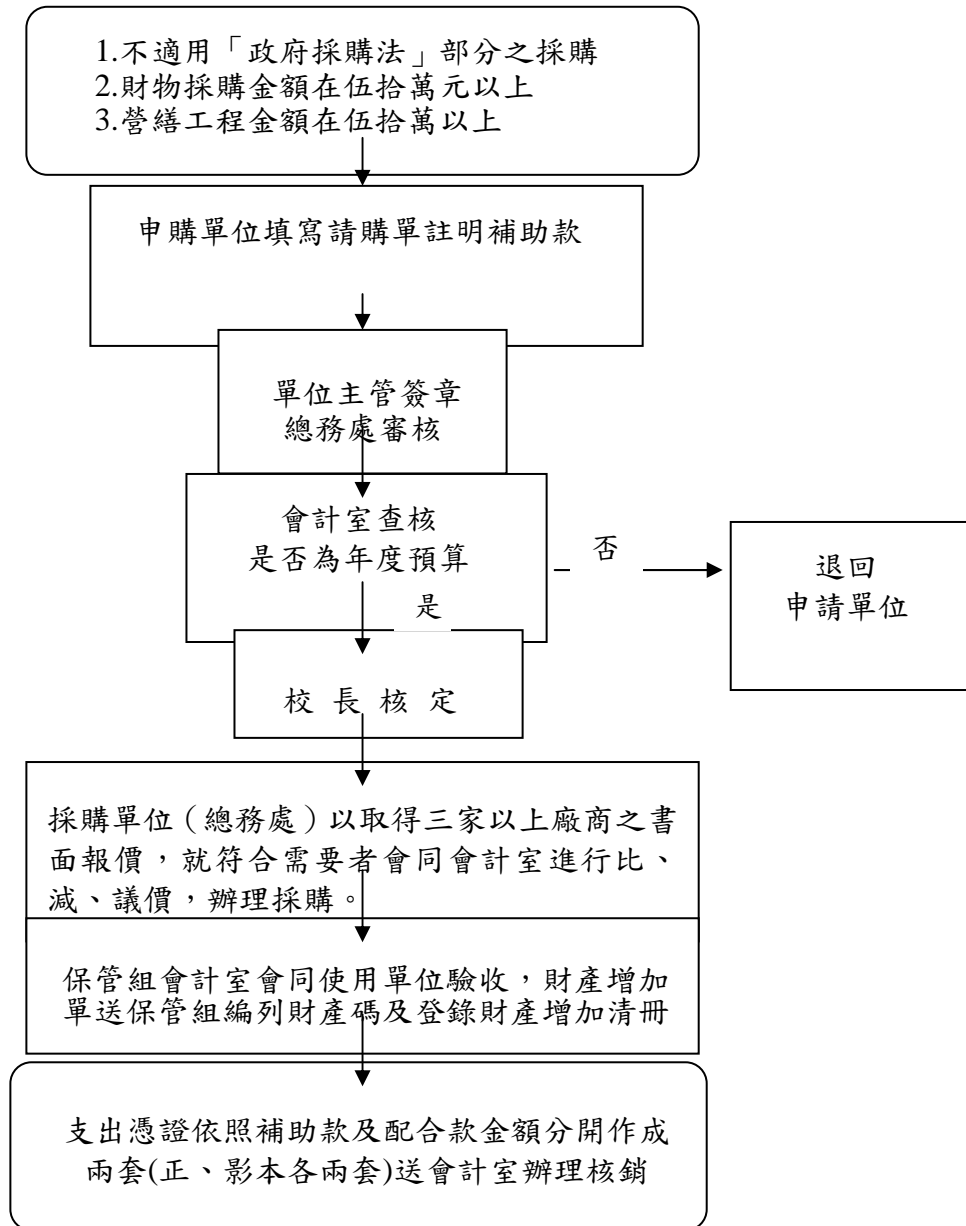 1.不適用「政府採購法」部分之採購
2.財物採購金額在伍拾萬元以上
3.營繕工程金額在伍拾萬以上
申購單位填寫請購單註明補助款
單位主管簽章
總務處審核
會計室查核
是否為年度預算
否
退回
申請單位
是
校長核定
採購單位（總務處）以取得三家以上廠商之書
面報價，就符合需要者會同會計室進行比、
減、議價，辦理採購。
保管組會計室會同使用單位驗收，財產增加
單送保管組編列財產碼及登錄財產增加清冊
支出憑證依照補助款及配合款金額分開作成
兩套(正、影本各兩套)送會計室辦理核銷